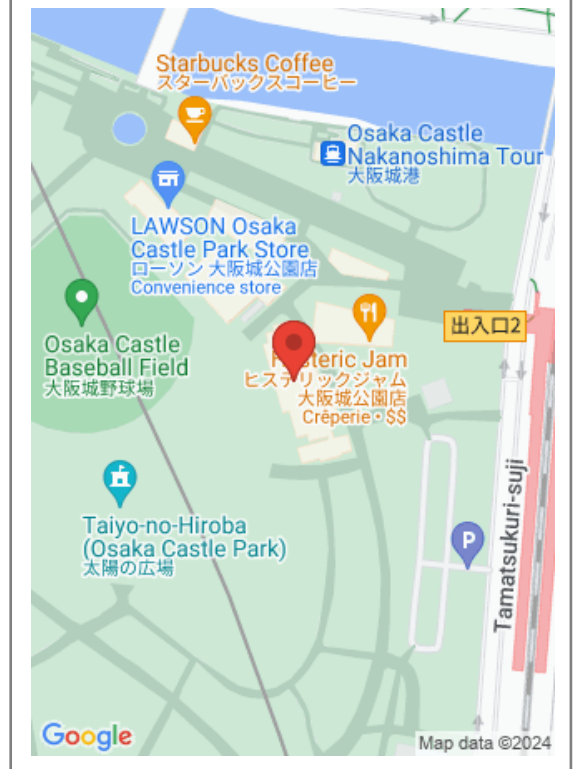 Starbucks Coffee
スターバックスコーヒー
Osaka Castle
Nakanoshima Tour
大阪城港
LAWSON Osaka
Castle Park Store
ローソン 大阪城公園店
Convenience store
出入口2
Osaka Castle
Baseball Field
大阪城野球場
Jam
ヒステリックジャム
大阪城公園店
Crêperie・$$
Taiyo-no-Hiroba
(Osaka Castle Park)
太陽の広場
P
Tamatsukuri-suji
Google
Map data ©2024